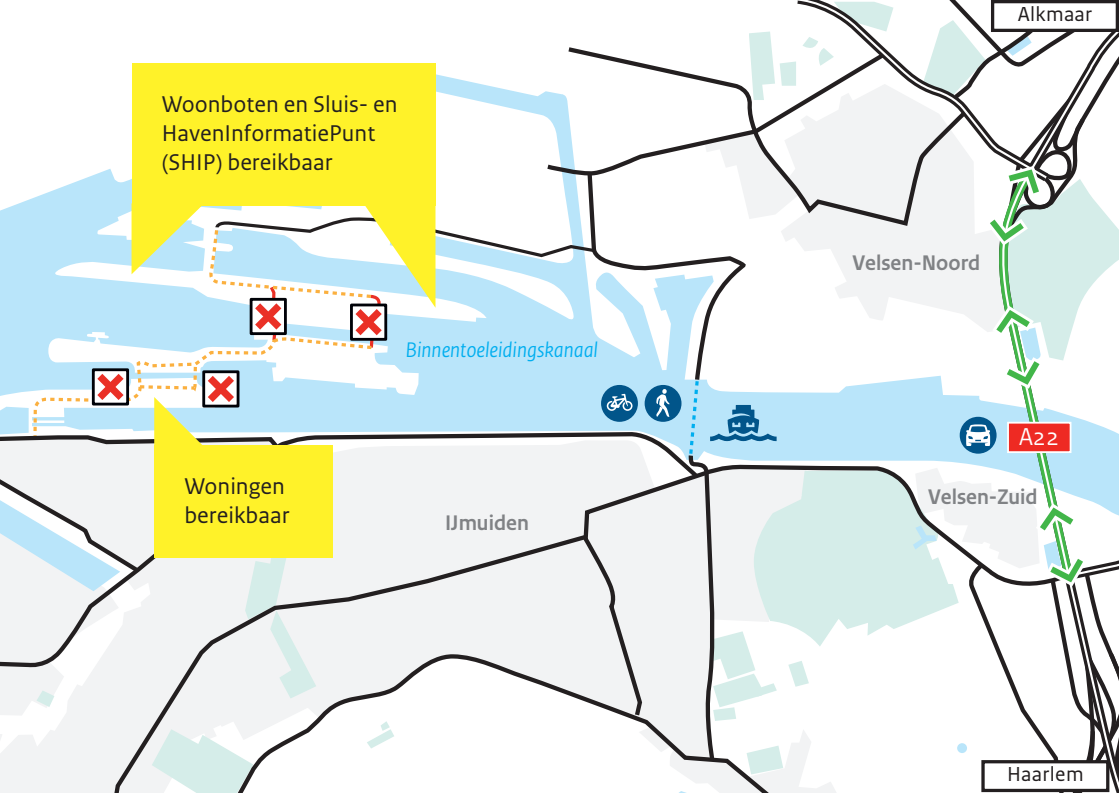 Alkmaar
Woonboten en Sluis- en
HavenInformatiePunt
(SHIP) bereikbaar
Velsen-Noord
Binnentoeleidingskanaal
A22
Woningen
bereikbaar
Velsen-Zuid
IJmuiden
Haarlem